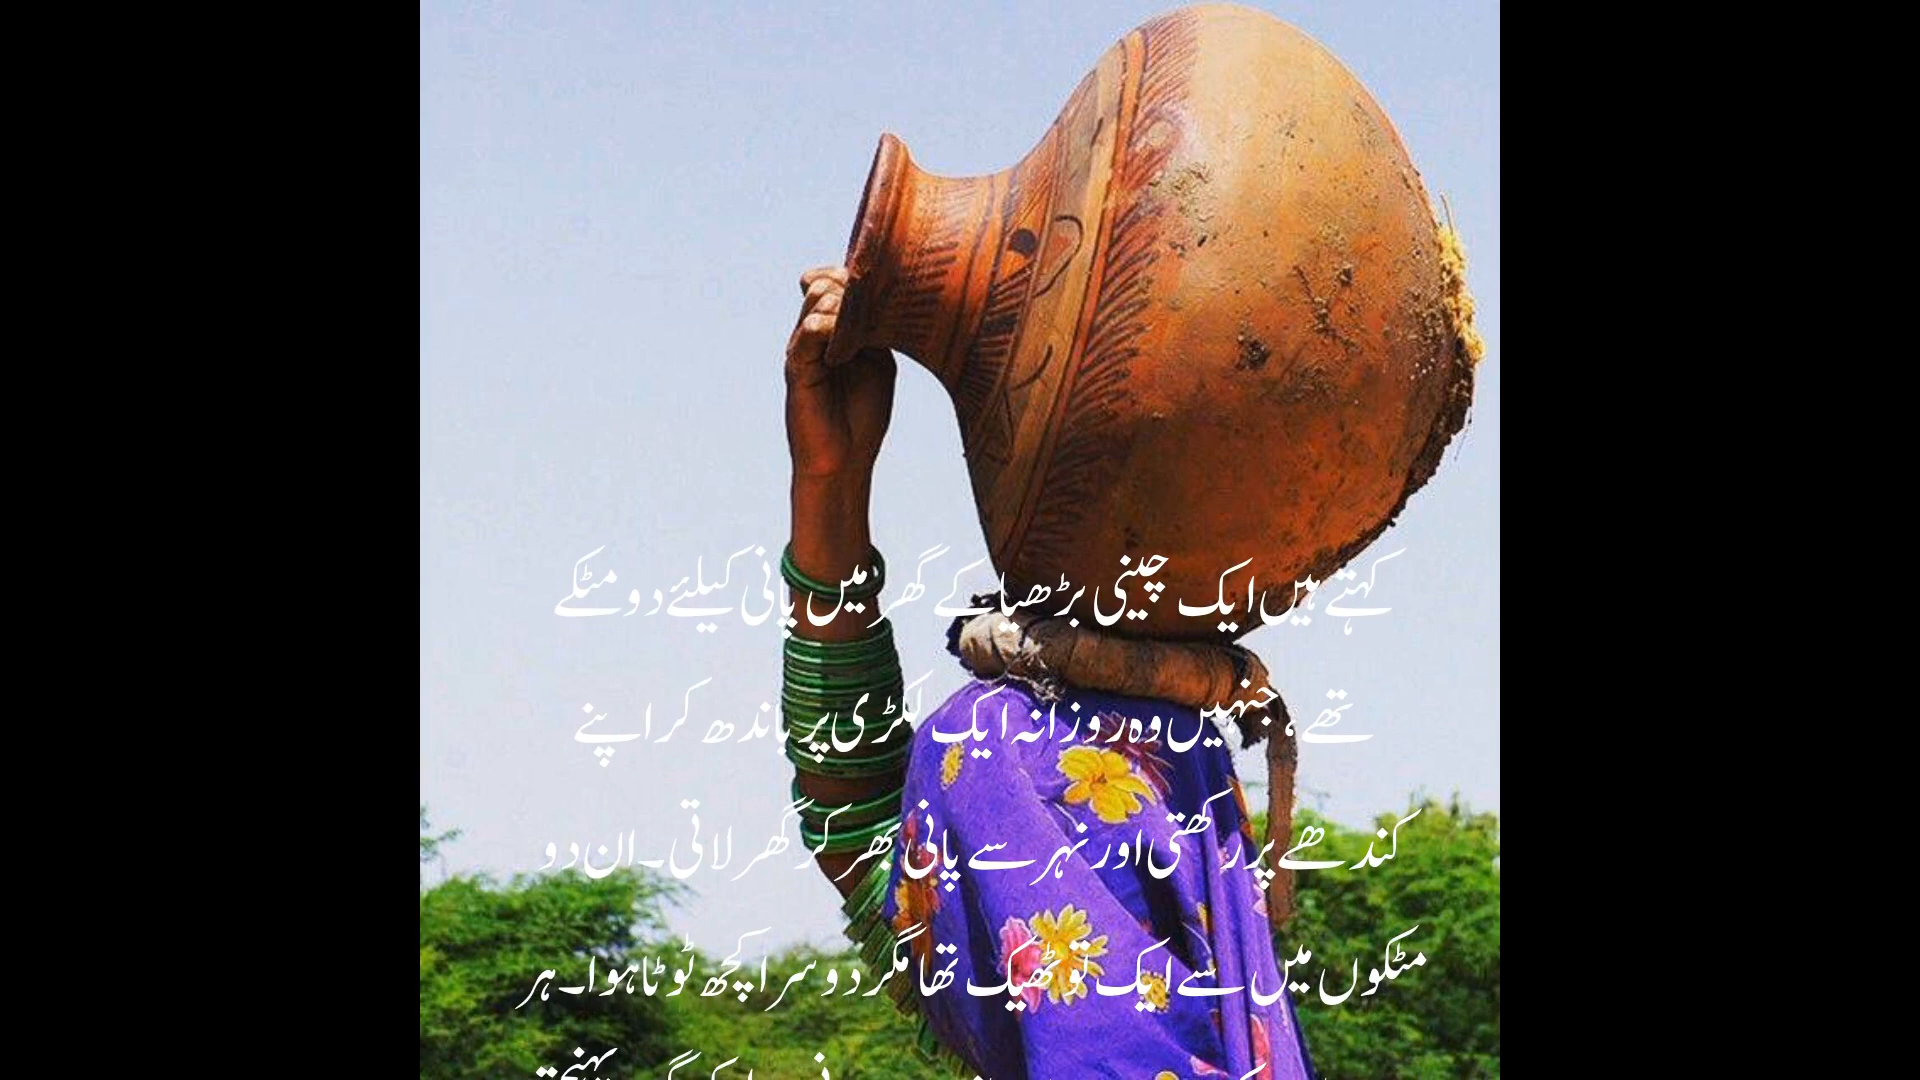 کہتے ہیں ایک چینی بڑھیا کے گھر میں پانی کیلئے دو مٹکے
تھے، جنہیں وہ روزانہ ایک لکڑی پر باندھ کر اپنے
کندھے پر رکھتی اور نہر سے پانی بھر کر گھر لاتی۔ ان دو
مٹکوں میں سے ایک تو ٹھیک تھا مگر دوسرا کچھ ٹوٹا ہوا۔ ہر